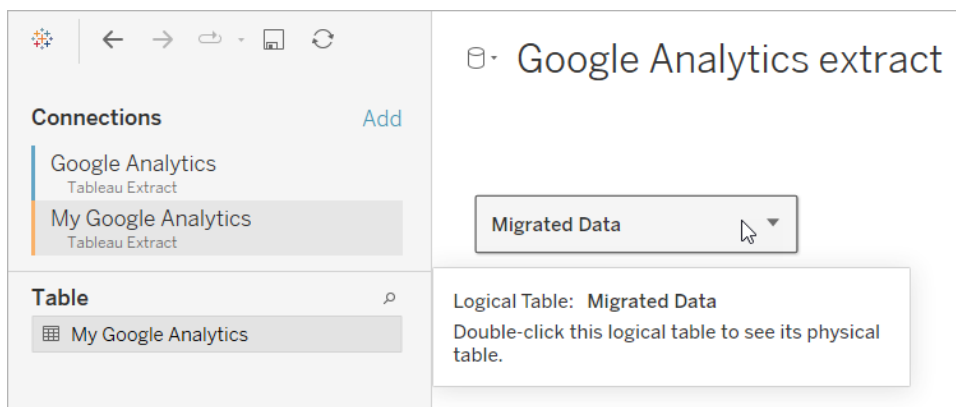 Connections
Add
Google Analytics
Tableau Extract
My Google Analytics
Tableau Extract
Table
My Google Analytics
Google Analytics extract
Migrated Data
Logical Table: Migrated Data
Double-click this logical table to see its physical
table.